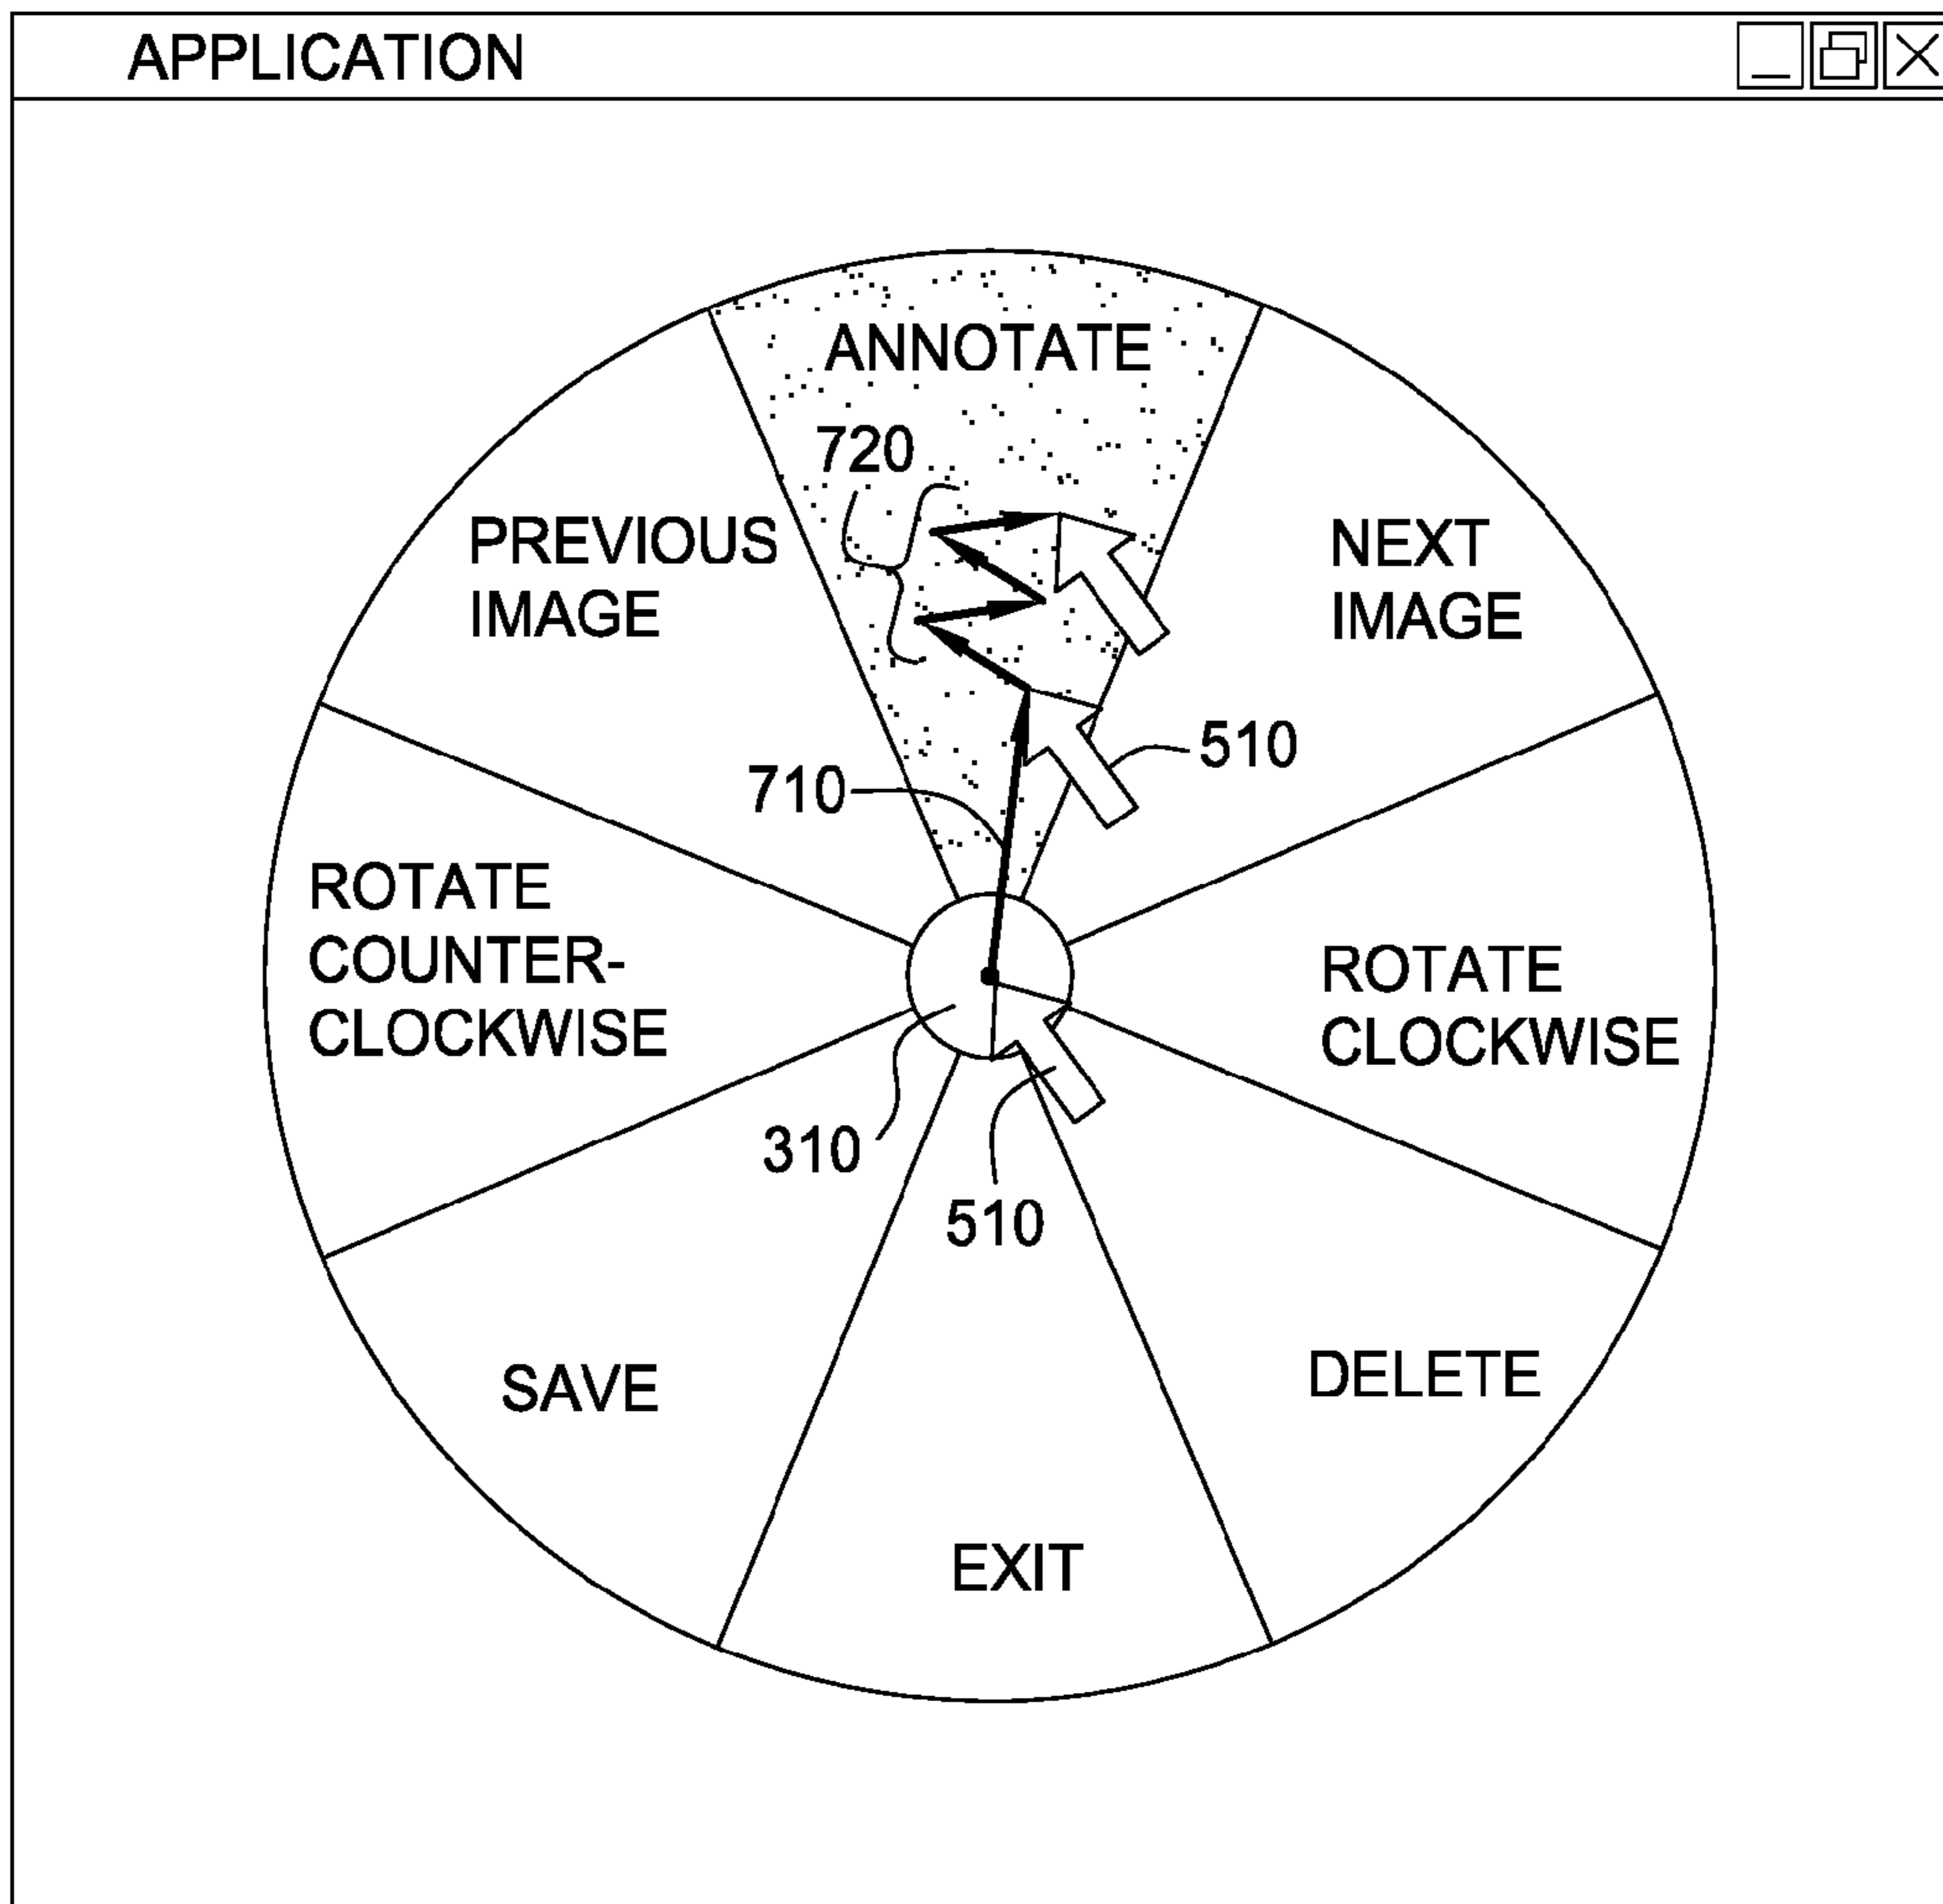 APPLICATION
ANNOTATE
720
PREVIOUS
IMAGE
NEXT
IMAGE
510
710
ROTATE
COUNTER-
CLOCKWISE
ROTATE
CLOCKWISE
310
510
SAVE
DELETE
EXIT